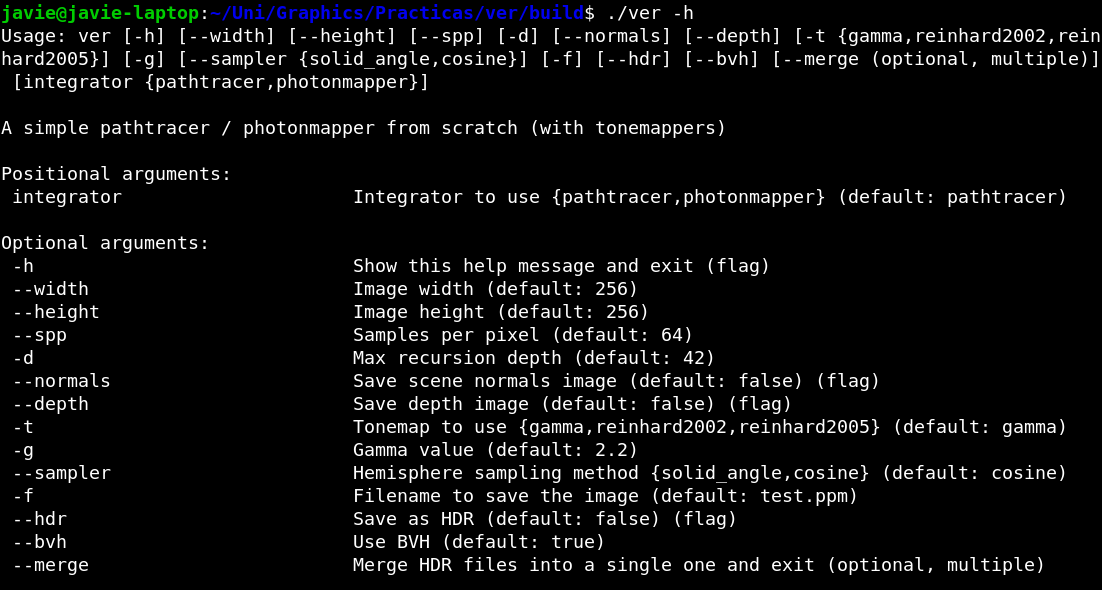 javie@javie-laptop:~/Uni/Graphics/Practicas/ver/build$ ./ver -h
Usage: ver [-h] [--width] [--height] [--spp] [-d] [--normals] [--depth] [-t {gamma,reinhard2002,rein
hard2005}] [-g] [--sampler {solid_angle,cosine}] [-f] [--hdr] [--bvh] [--merge (optional, multiple)]
 [integrator {pathtracer,photonmapper}]

A simple pathtracer / photonmapper from scratch (with tonemappers)

Positional arguments:
 integrator                     Integrator to use {pathtracer,photonmapper} (default: pathtracer)

Optional arguments:
 -h                             Show this help message and exit (flag)
 --width                        Image width (default: 256)
 --height                       Image height (default: 256)
 --spp                          Samples per pixel (default: 64)
 -d                             Max recursion depth (default: 42)
 --normals                      Save scene normals image (default: false) (flag)
 --depth                        Save depth image (default: false) (flag)
 -t                             Tonemap to use {gamma,reinhard2002,reinhard2005} (default: gamma)
 -g                             Gamma value (default: 2.2)
 --sampler                      Hemisphere sampling method {solid_angle,cosine} (default: cosine)
 -f                             Filename to save the image (default: test.ppm)
 --hdr                          Save as HDR (default: false) (flag)
 --bvh                          Use BVH (default: true)
 --merge                        Merge HDR files into a single one and exit (optional, multiple)